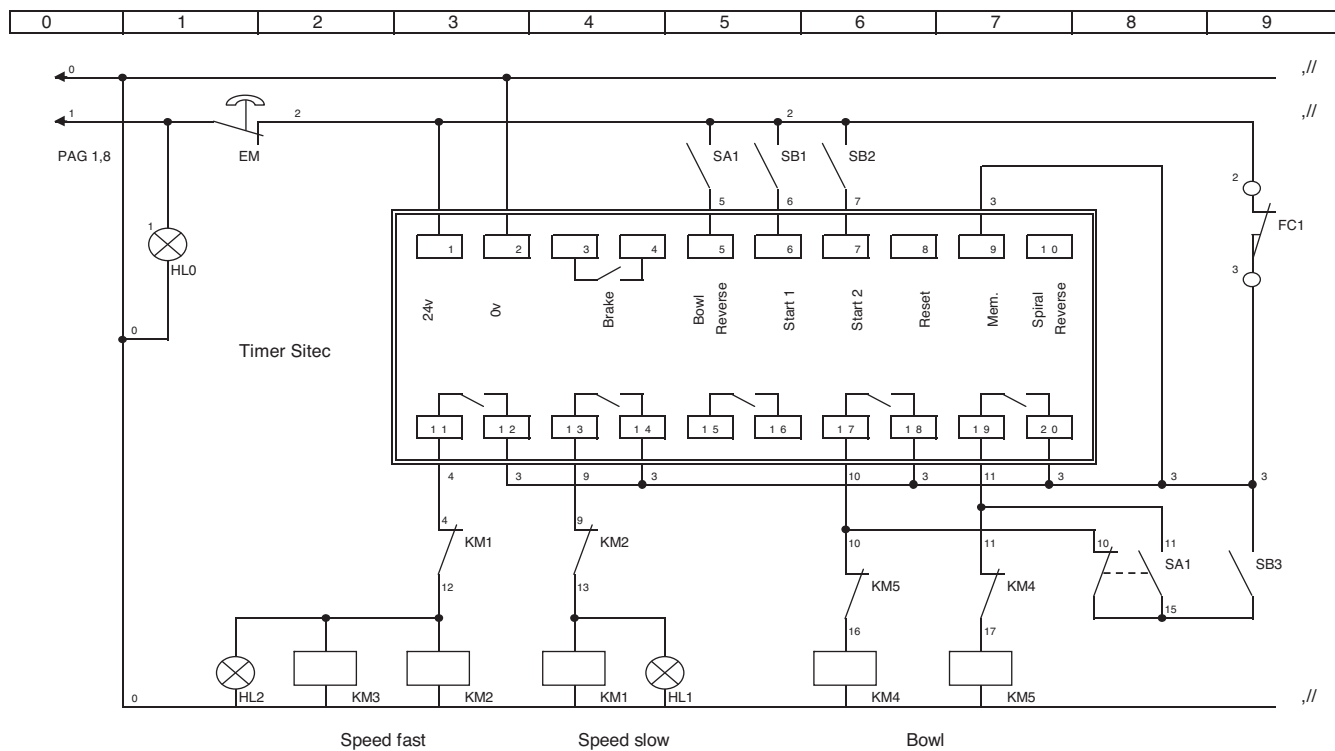 0 1 2 3 4 5 6 7 8 9
0 ,//
1 2 2 ,//
PAG 1,8 EM SA1 SB1 SB2
2
5 6 7 3
FC1
1
HL0
1 2 3 4 5 6 7 8 9 10
3
24v 0v Brake Bowl Reverse Start 1 Start 2 Reset Mem. Spiral Reverse
0
Timer Sitec
11 12 13 14 15 16 17 18 19 20
4 3 9 3 10 3 11 3 3 3
4 KM1 9 KM2 10 11 10 11 SA1 SB3
12 13 KM5 KM4
15
16 17
HL2 KM3 KM2 KM1 HL1 KM4 KM5
0 ,//
Speed fast Speed slow Bowl